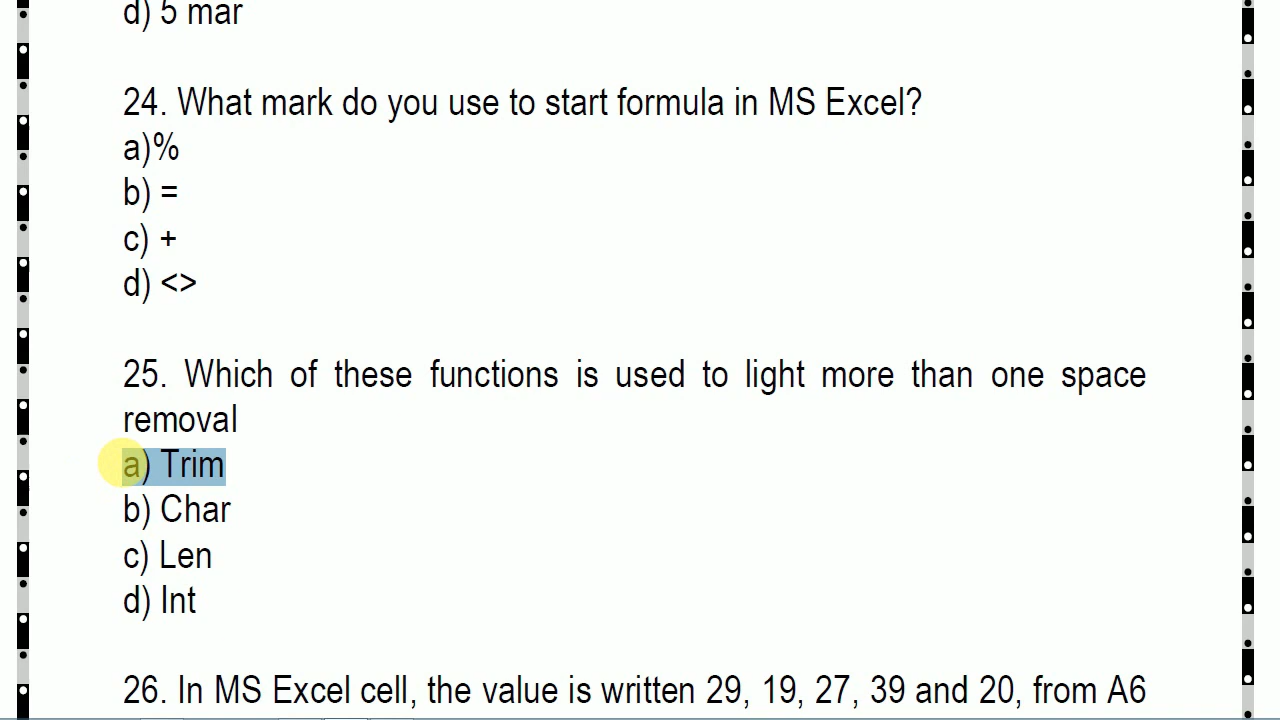 d) 5 mar
24. What mark do you use to start formula in MS Excel?
a)%
b) =
c) +
d) <>
25. Which of these functions is used to light more than one space
removal
a) Trim
b) Char
c) Len
d) Int
26. In MS Excel cell, the value is written 29, 19, 27, 39 and 20, from A6